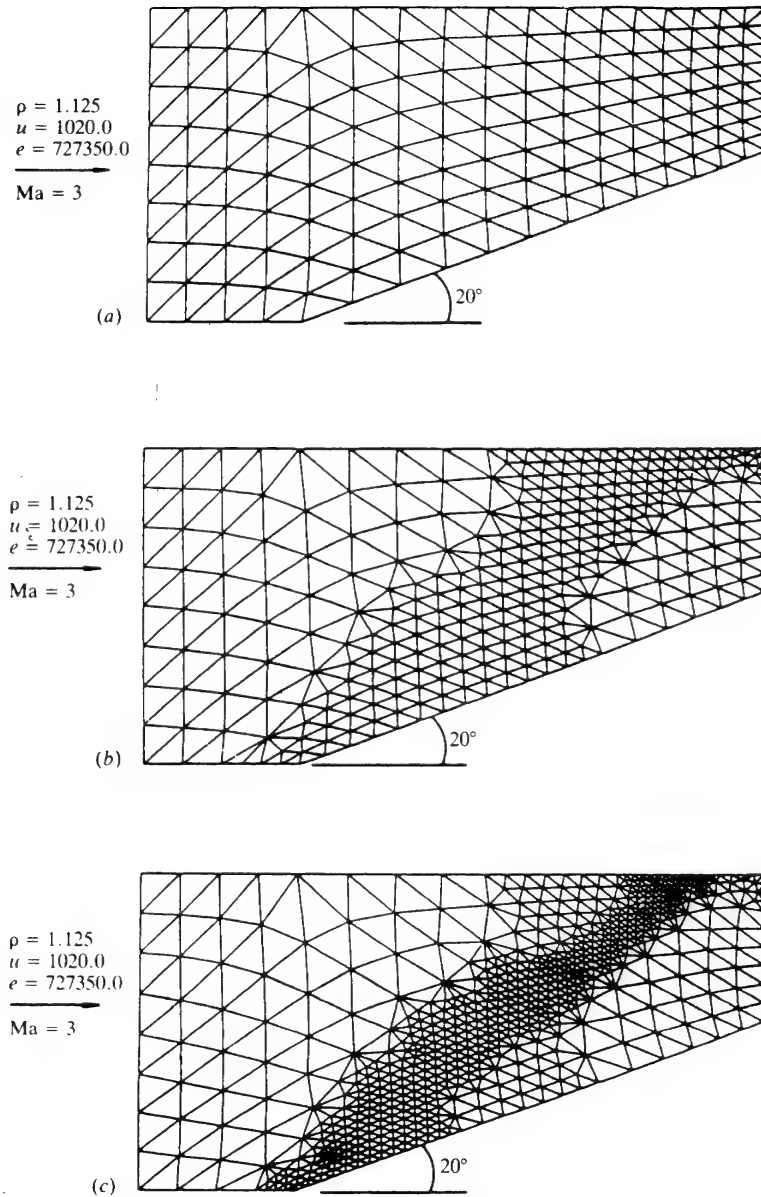 ρ = 1.125
u = 1020.0
e = 727350.0
Ma = 3
(a)
20°
ρ = 1.125
u = 1020.0
e = 727350.0
Ma = 3
(b)
20°
ρ = 1.125
u = 1020.0
e = 727350.0
Ma = 3
(c)
20°